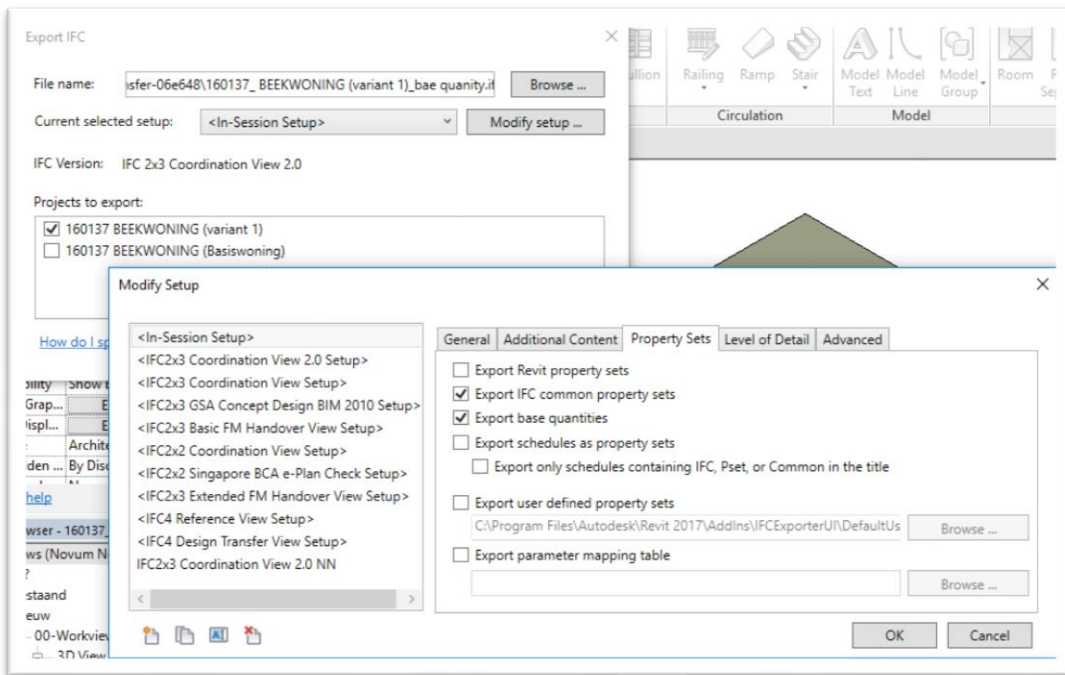 Export IFC
File name: sfer-06e648\160137_ BEEKWONING (variant 1)_bae quanity.if Browse ...
Current selected setup: <In-Session Setup> Modify setup ...
IFC Version: IFC 2x3 Coordination View 2.0
Projects to export:
160137 BEEKWONING (variant 1)
160137 BEEKWONING (Basiswoning)
How do I sp
Railing Ramp Stair Model Text Model Line Model Group Room
Circulation Model
Modify Setup
<In-Session Setup>
<IFC2x3 Coordination View 2.0 Setup>
<IFC2x3 Coordination View Setup>
<IFC2x3 GSA Concept Design BIM 2010 Setup>
<IFC2x3 Basic FM Handover View Setup>
<IFC2x2 Coordination View Setup>
<IFC2x2 Singapore BCA e-Plan Check Setup>
<IFC2x3 Extended FM Handover View Setup>
<IFC4 Reference View Setup>
<IFC4 Design Transfer View Setup>
IFC2x3 Coordination View 2.0 NN
General Additional Content Property Sets Level of Detail Advanced
Export Revit property sets
Export IFC common property sets
Export base quantities
Export schedules as property sets
Export only schedules containing IFC, Pset, or Common in the title
Export user defined property sets
C:\Program Files\Autodesk\Revit 2017\AddIns\IFCExporterUI\DefaultUs Browse ...
Export parameter mapping table
Browse ...
OK Cancel
Grap... E
ispl... E
Archite
den ... By Disc
help
wser - 160137_
ws (Novum N
?
staand
euw
00-Workview
3D View